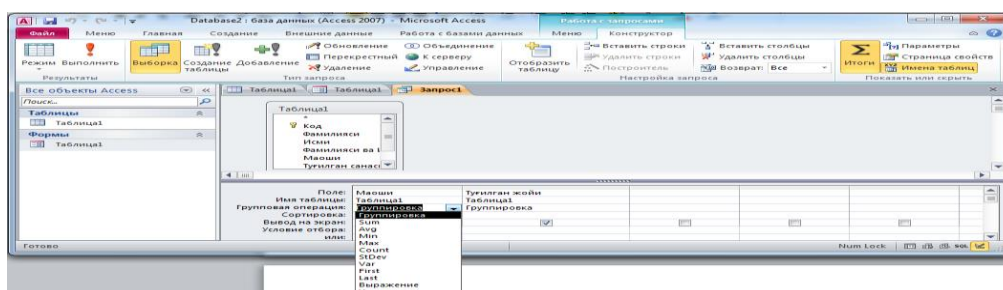 Database2 : база данных (Access 2007) - Microsoft Access
Работа с запросами
Файл Меню Главная Создание Внешние данные Работа с базами данных Меню Конструктор
Режим Выполнить Выборка Создание таблицы Добавление
Обновление
Перекрестный
Удаление
Объединение
К серверу
Управление
Отобразить таблицу
Вставить строки
Удалить строки
Построитель
Вставить столбцы
Удалить столбцы
Возврат: Все
Итоги
Параметры
Страница свойств
Имена таблиц
Результаты Тип запроса Настройка запроса Показать или скрыть
Все объекты Access
Таблица1 Таблица1 Запрос1
Поиск...
Таблицы
Таблица1
Формы
Таблица1
Таблица1
*
Код
Фамилияси
Исми
Фамилияси ва
Маоши
Туғилган санаси
Поле: Маоши Туғилган жойи
Имя таблицы: Таблица1 Таблица1
Групповая операция: Группировка Группировка
Сортировка:
Вывод на экран:
Условие отбора:
или:
Группировка
Sum
Avg
Min
Max
Count
StDev
Var
First
Last
Выражение
Готово
Num Lock
SQL